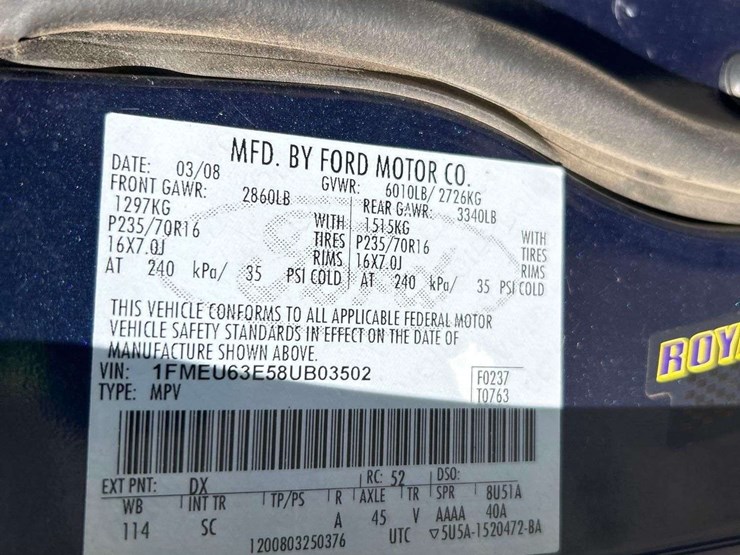 MFD. BY FORD MOTOR CO.
DATE: 03/08 GVWR: 6010LB/ 2726KG
FRONT GAWR: 2860LB REAR GAWR: 3340LB
1297KG WITH 1515KG WITH
P235/70R16 TIRES P235/70R16 TIRES
16X7.0J RIMS 16X7.0J RIMS
AT 240 kPa/ 35 PSI COLD AT 240 kPa/ 35 PSI COLD
THIS VEHICLE CONFORMS TO ALL APPLICABLE FEDERAL MOTOR
VEHICLE SAFETY STANDARDS IN EFFECT ON THE DATE OF
MANUFACTURE SHOWN ABOVE.
VIN: 1FMEU63E58UB03502 F0237
TYPE: MPV T0763
EXT PNT: DX RC: 52 DSO:
WB INT TR TP/PS R AXLE TR SPR 8U51A
114 SC A 45 V AAAA 40A
1200803250376 UTC ▽5U5A-1520472-BA
Ford